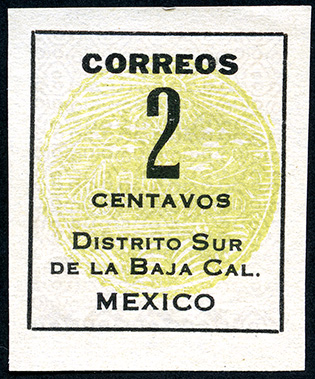 CORREOS
2
CENTAVOS
DISTRITO SUR
DE LA BAJA CAL.
MEXICO